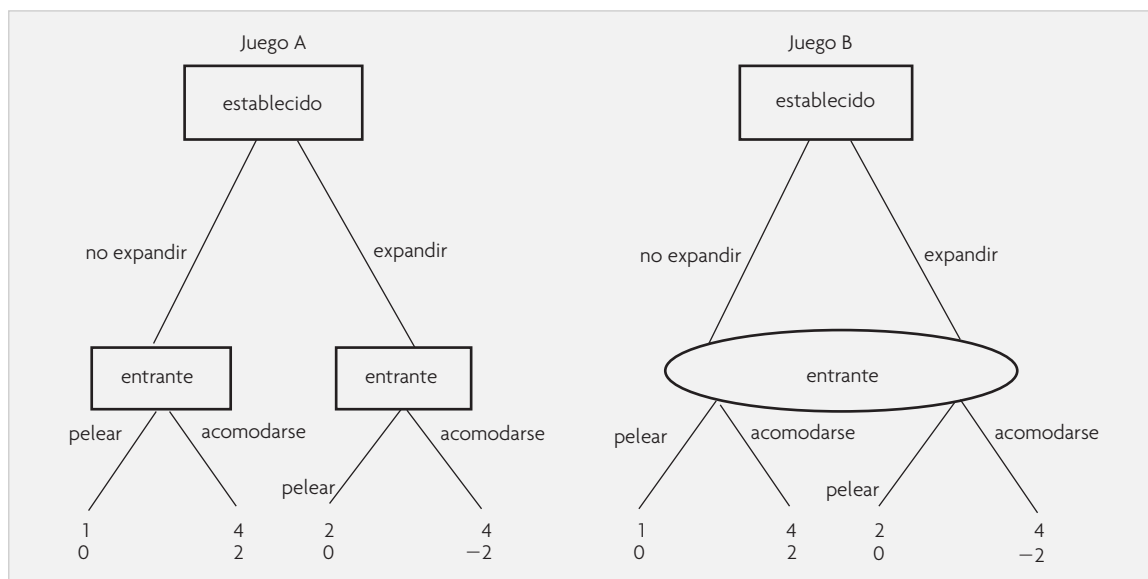 Juego A
Juego B
establecido
establecido
no expandir
expandir
no expandir
expandir
entrante
entrante
entrante
pelear
acomodarse
pelear
acomodarse
pelear
acomodarse
pelear
acomodarse
1 4 2 4 1 4 2 4
0 2 0 −2 0 2 0 −2